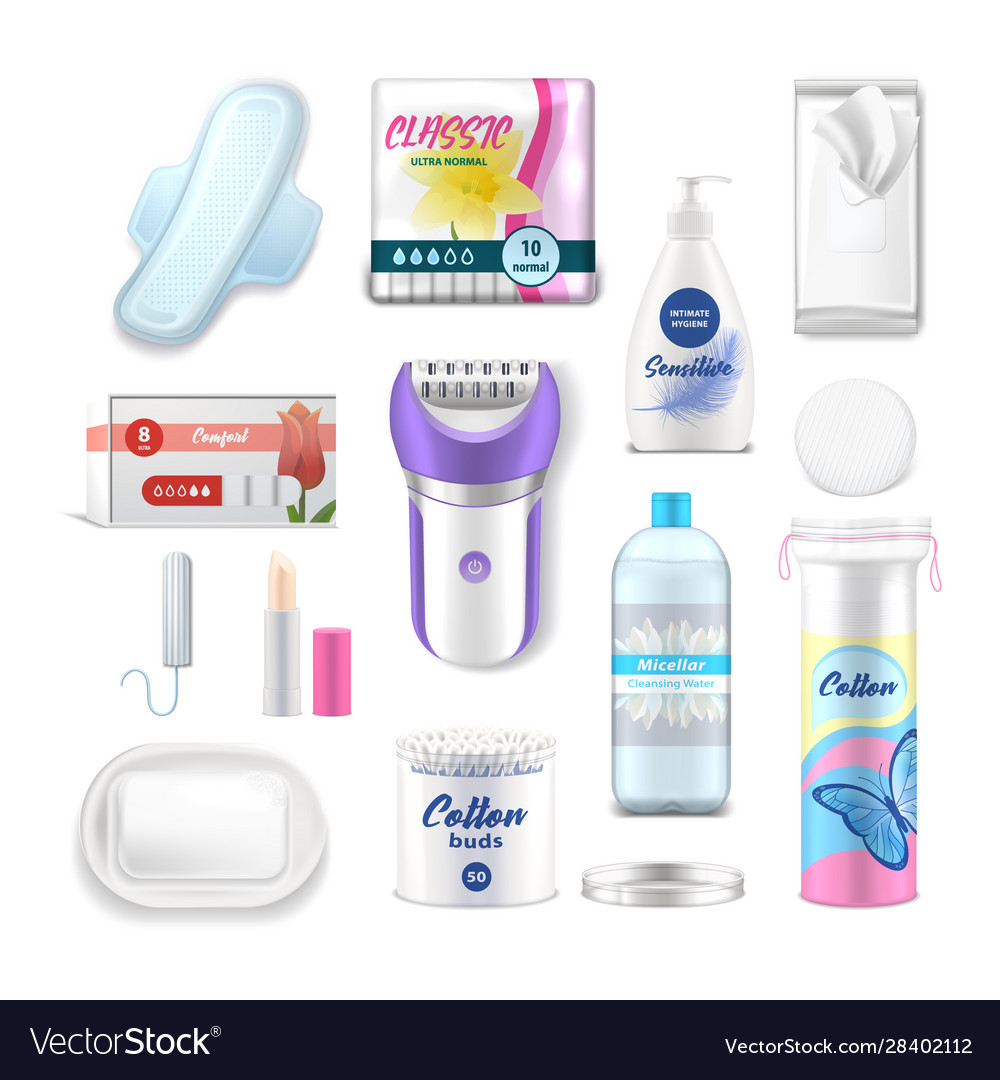 CLASSIC
ULTRA NORMAL
10
normal
INTIMATE
HYGIENE
Sensitive
8
ULTRA
Comfort
Micellar
Cleansing Water
Cotton
Cotton
buds
50
VectorStock®
VectorStock.com/28402112